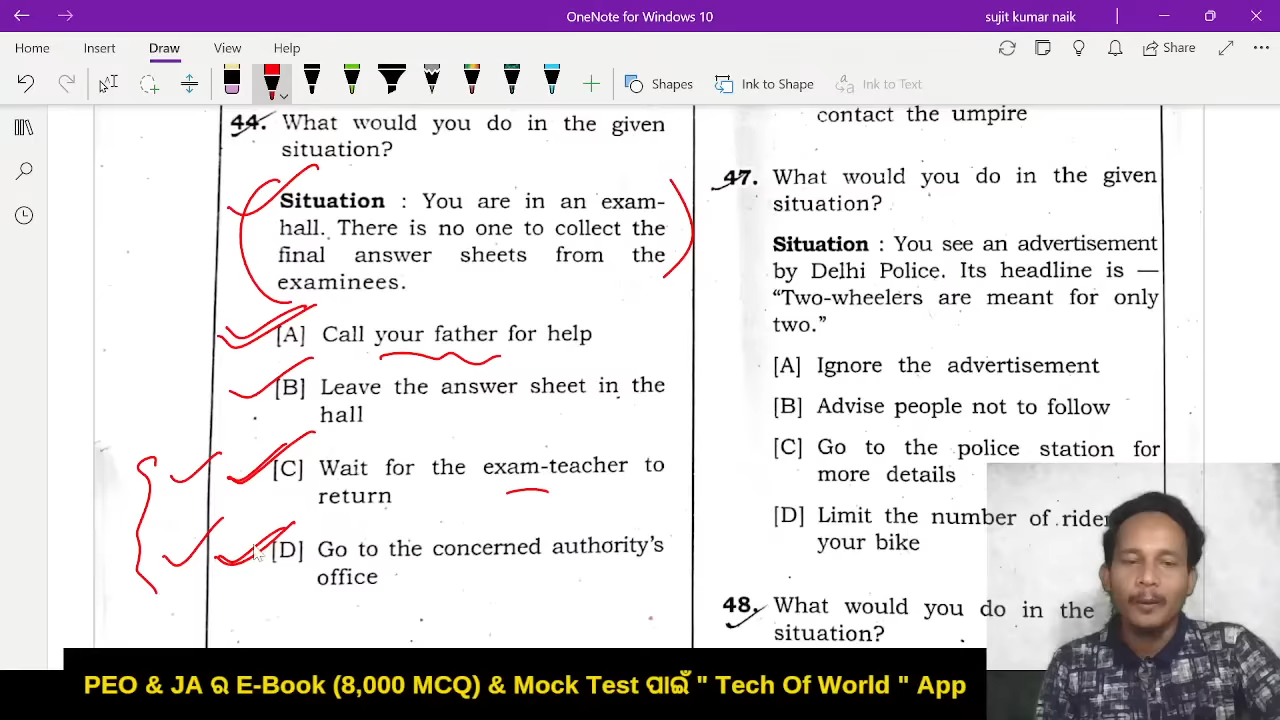 OneNote for Windows 10
sujit kumar naik
Home
Insert
Draw
View
Help
Share
Shapes
Ink to Shape
Ink to Text
44. What would you do in the given
situation?
Situation : You are in an exam-
hall. There is no one to collect the
final answer sheets from the
examinees.
[A] Call your father for help
[B] Leave the answer sheet in the
hall
[C] Wait for the exam-teacher to
return
[D] Go to the concerned authority's
office
contact the umpire
47. What would you do in the given
situation?
Situation : You see an advertisement
by Delhi Police. Its headline is —
“Two-wheelers are meant for only
two.”
[A] Ignore the advertisement
[B] Advise people not to follow
[C] Go to the police station for
more details
[D] Limit the number of rider
your bike
48. What would you do in the
situation?
PEO & JA ର E-Book (8,000 MCQ) & Mock Test ପାଇଁ " Tech Of World " App